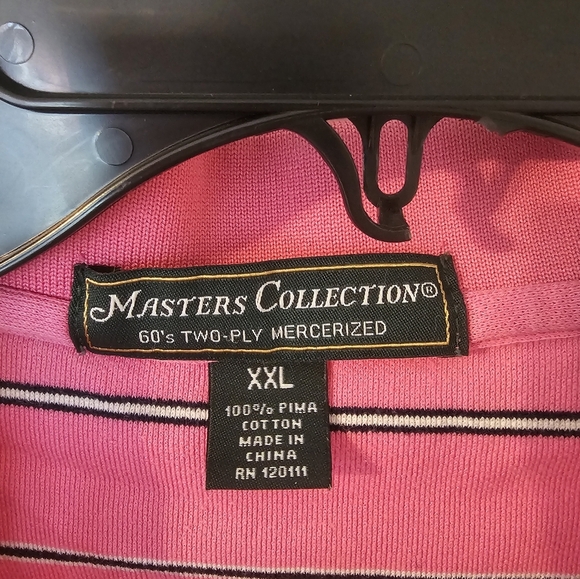 MASTERS COLLECTION®
60's TWO-PLY MERCERIZED
XXL
100% PIMA
COTTON
MADE IN
CHINA
RN 120111